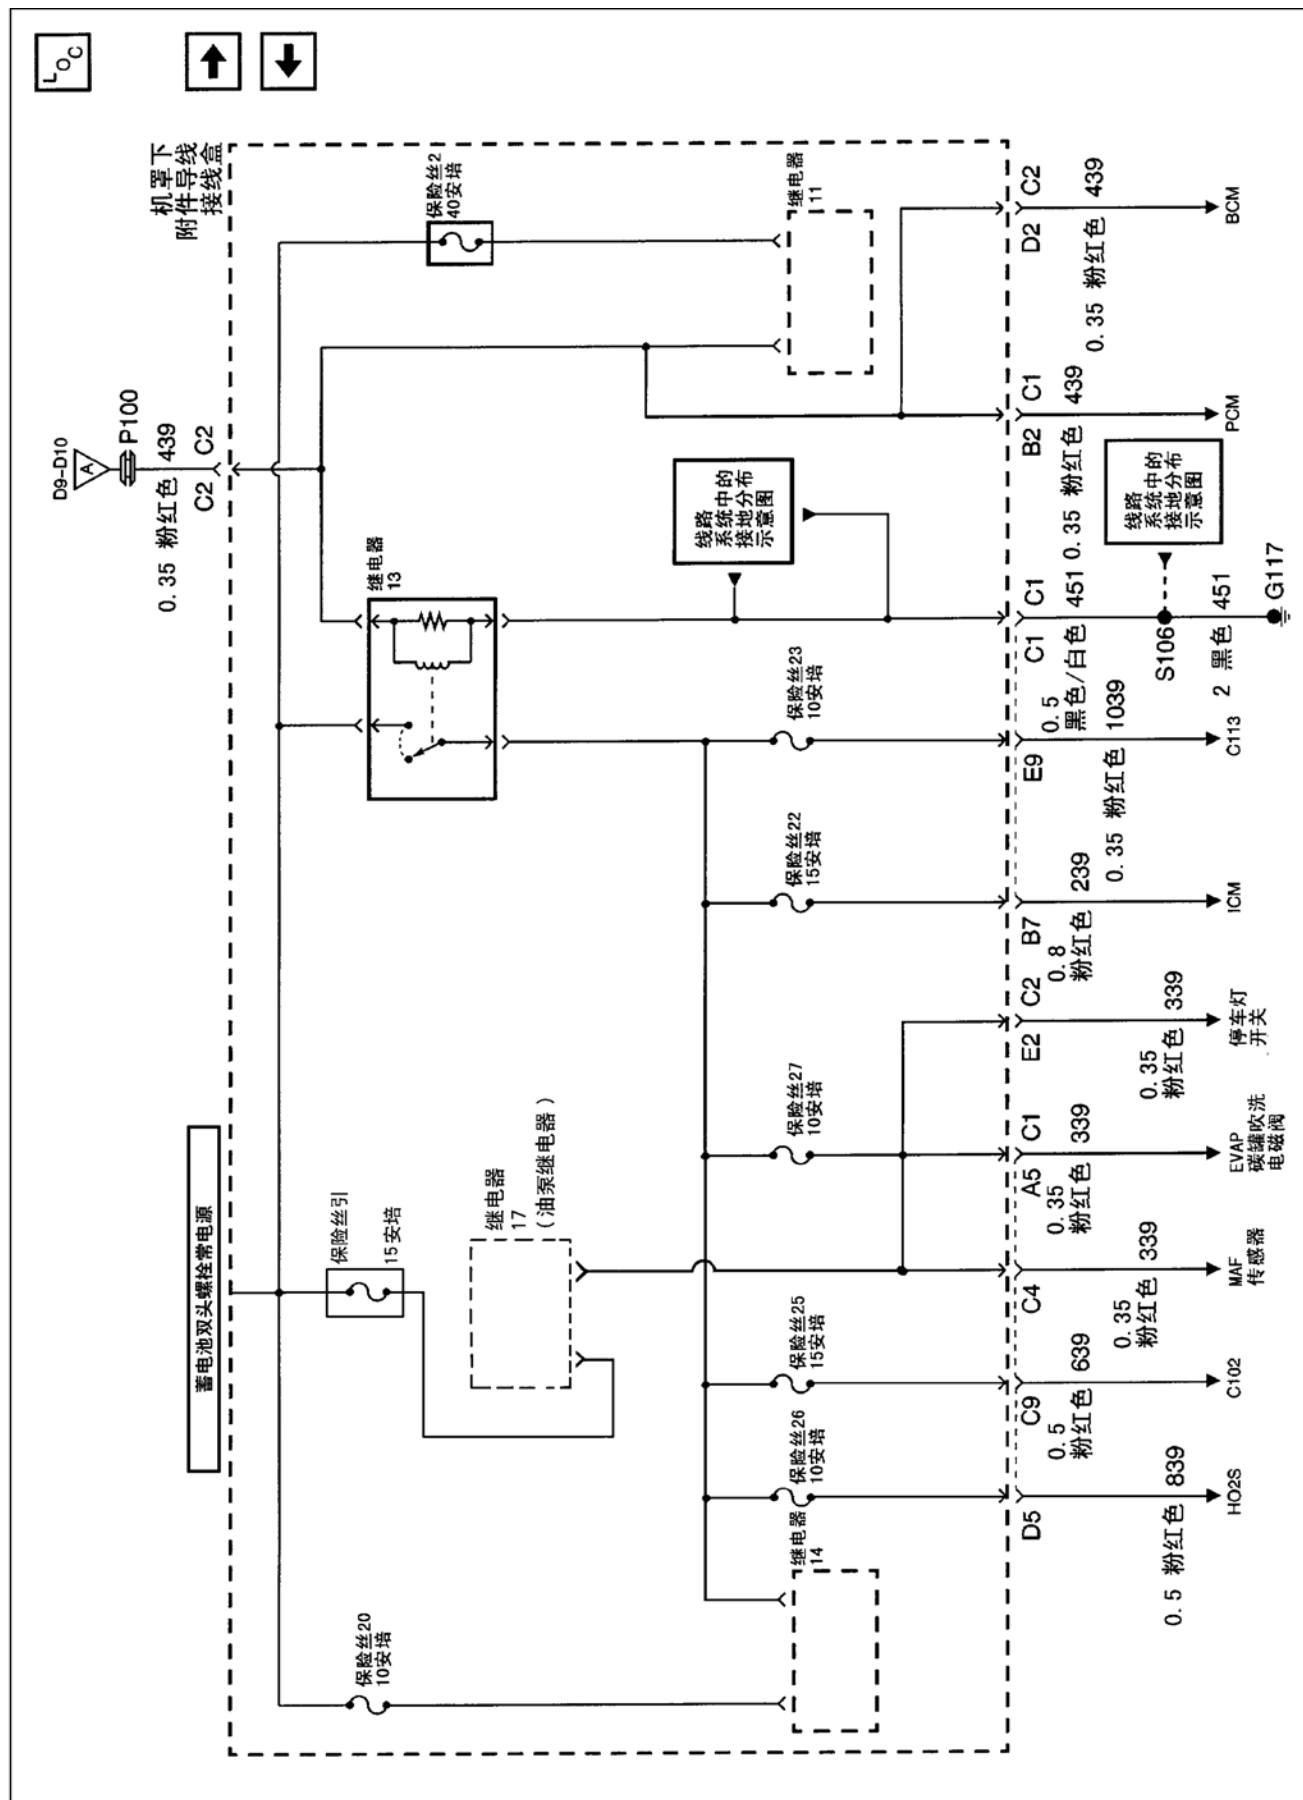 LOC
D9-D10
A
P100
0.35 粉红色 439
C2 C2
机罩下
附件导线
接线盒
蓄电池双头螺栓常电源
保险丝20
10安培
保险丝引
15安培
继电器
13
保险丝2
40安培
继电器
17
（油泵继电器）
线路
系统中的
接地分布
示意图
继电器
14
保险丝26
10安培
保险丝25
15安培
保险丝27
10安培
保险丝22
15安培
保险丝23
10安培
继电器
11
D5
C9
C4
A5 C1
E2 C2
B7
E9
C1 C1
B2 C1
D2 C2
0.5 粉红色 839
0.5
粉红色
639
0.35
粉红色
339
0.35
粉红色
339
0.35
粉红色
339
0.8
粉红色
239
0.35 粉红色 1039
0.5
黑色/白色 451
0.35 粉红色 439
0.35 粉红色 439
S106
线路
系统中的
接地分布
示意图
2 黑色 451
G117
HO2S
C102
MAF
传感器
EVAP
碳罐吹洗
电磁阀
停车灯
开关
ICM
C113
PCM
BCM